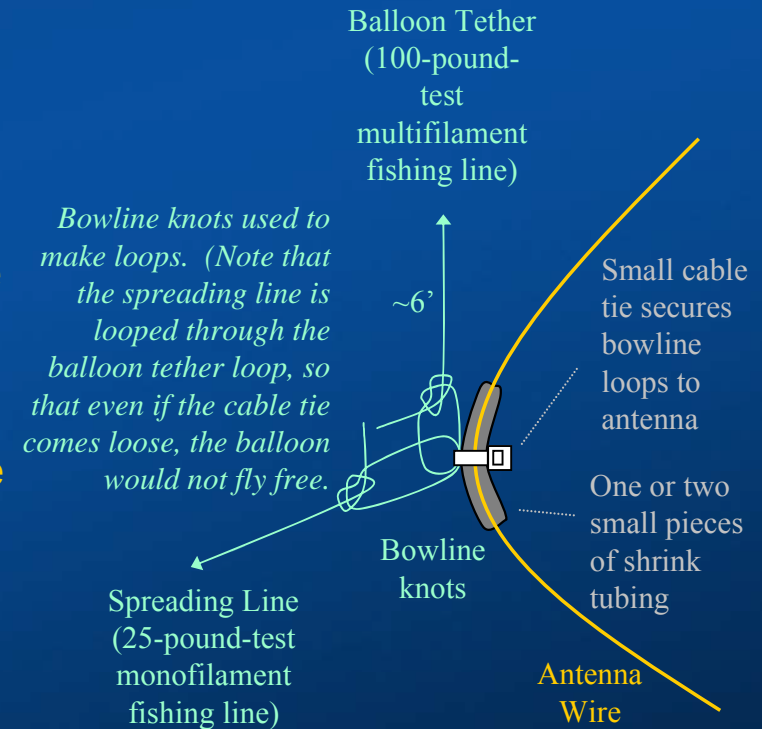 Balloon Tether
(100-pound-
test
multifilament
fishing line)
Bowline knots used to
make loops.  (Note that
the spreading line is
looped through the
balloon tether loop, so
that even if the cable tie
comes loose, the balloon
would not fly free.
~6’
Small cable
tie secures
bowline
loops to
antenna
One or two
small pieces
of shrink
tubing
Bowline
knots
Spreading Line
(25-pound-test
monofilament
fishing line)
Antenna
Wire